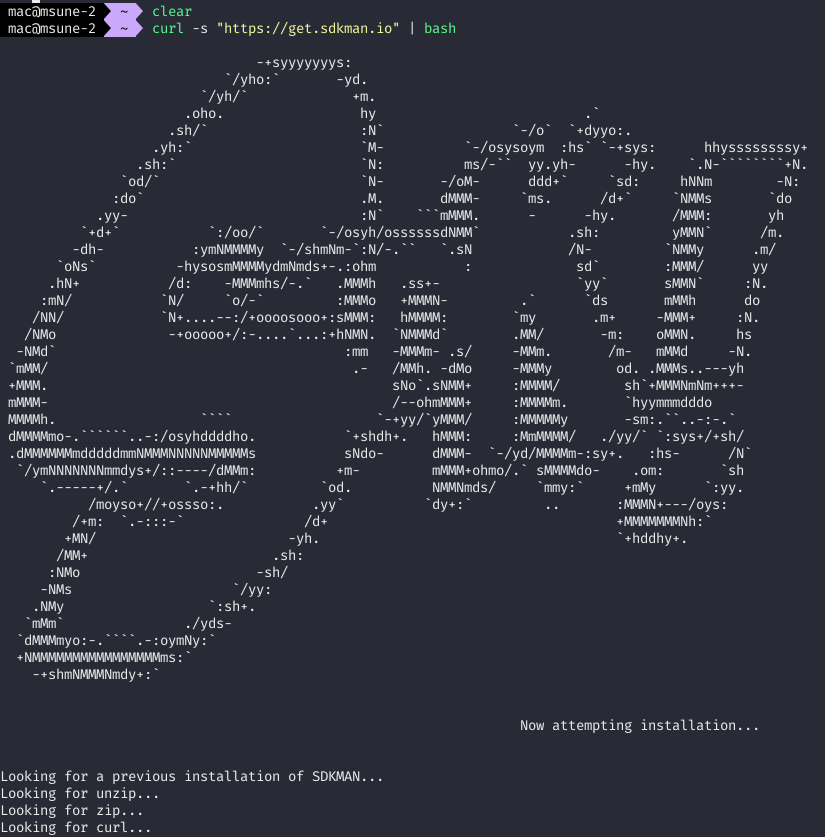 mac@msune-2 ~ clear
mac@msune-2 ~ curl -s "https://get.sdkman.io" | bash
Now attempting installation...
Looking for a previous installation of SDKMAN...
Looking for unzip...
Looking for zip...
Looking for curl...